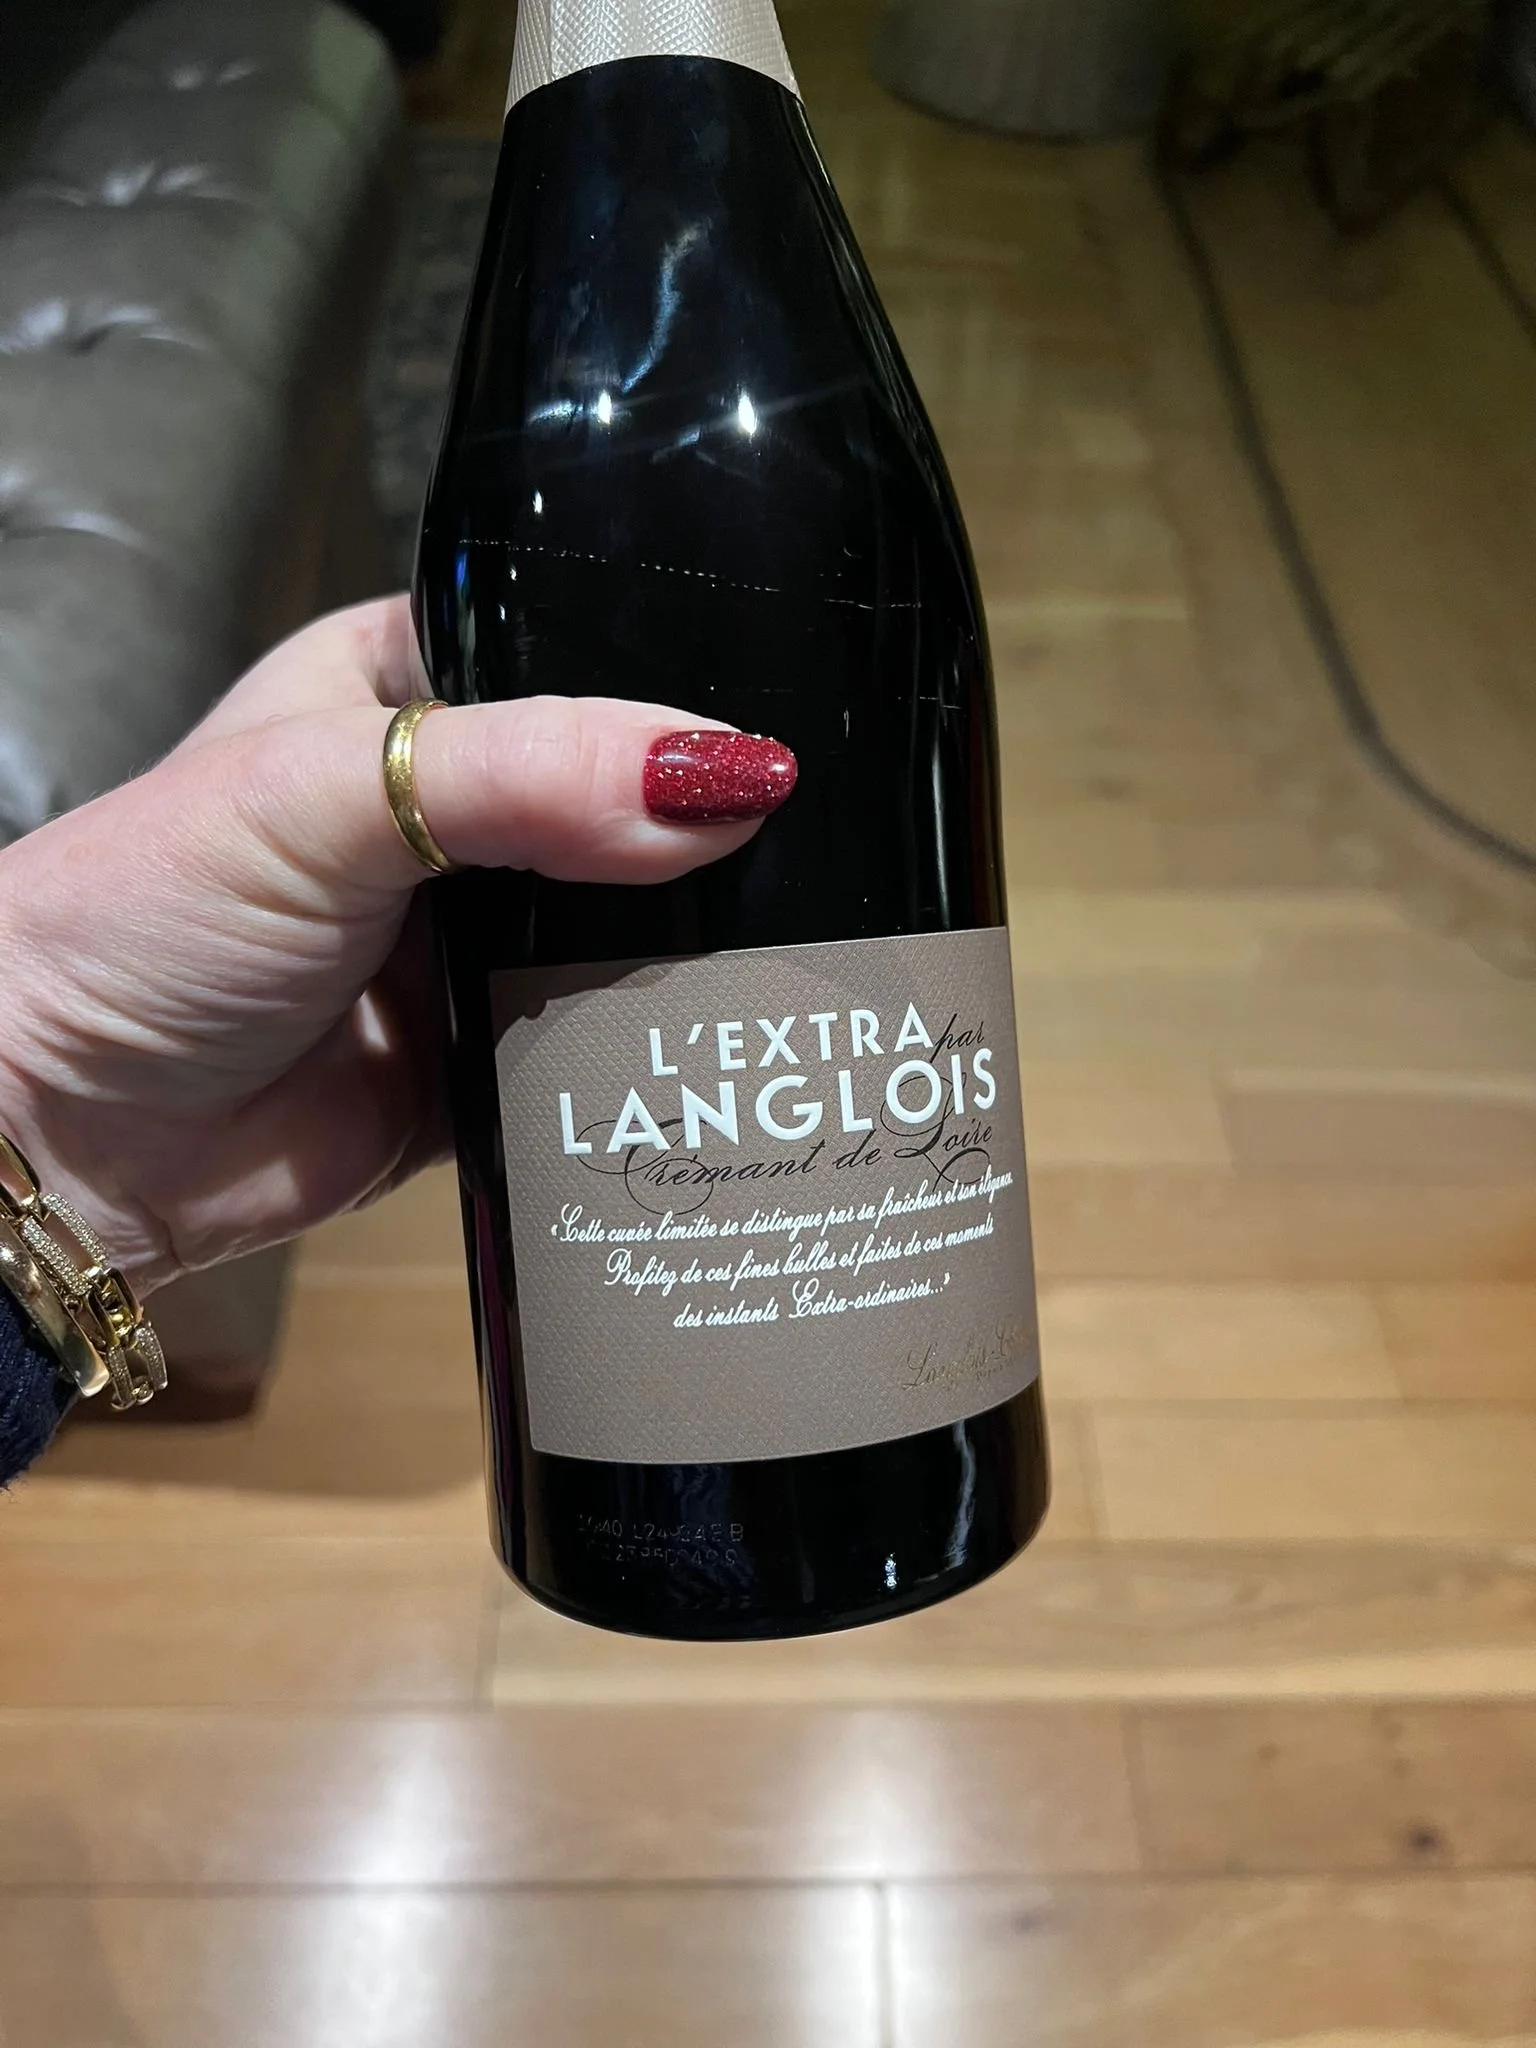 L'EXTRA par
LANGLOIS
Crémant de Loire
«Cette cuvée limitée se distingue par sa fraîcheur et son élégance.
Profitez de ces fines bulles et faites de ces moments
des instants Extra-ordinaires...»
Langlois-